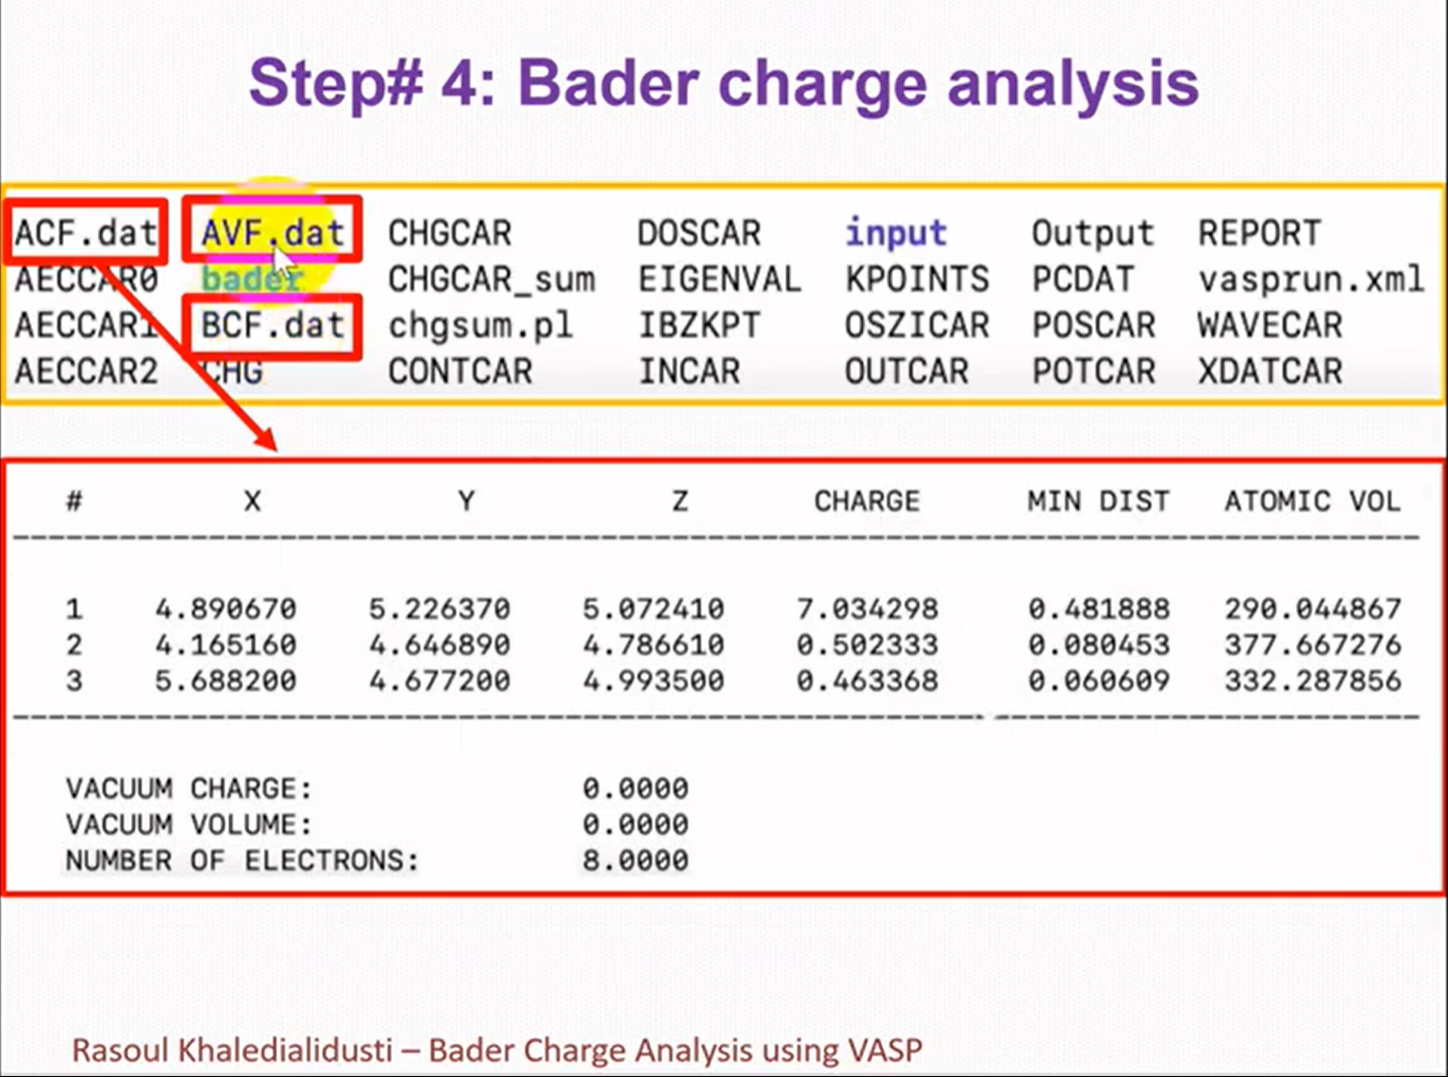 Step# 4: Bader charge analysis
ACF.dat AVF.dat CHGCAR DOSCAR input Output REPORT
AECCAR0 bader CHGCAR_sum EIGENVAL KPOINTS PCDAT vasprun.xml
AECCAR1 BCF.dat chgsum.pl IBZKPT OSZICAR POSCAR WAVECAR
AECCAR2 CHG CONTCAR INCAR OUTCAR POTCAR XDATCAR
# X Y Z CHARGE MIN DIST ATOMIC VOL
1 4.890670 5.226370 5.072410 7.034298 0.481888 290.044867
2 4.165160 4.646890 4.786610 0.502333 0.080453 377.667276
3 5.688200 4.677200 4.993500 0.463368 0.060609 332.287856
VACUUM CHARGE: 0.0000
VACUUM VOLUME: 0.0000
NUMBER OF ELECTRONS: 8.0000
Rasoul Khaledialidusti – Bader Charge Analysis using VASP